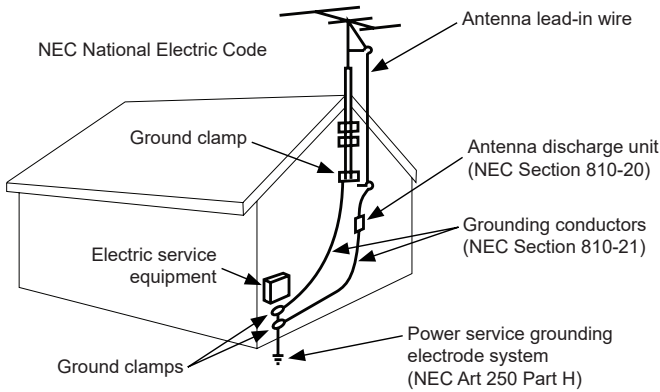 Antenna lead-in wire
NEC National Electric Code
Ground clamp
Antenna discharge unit
(NEC Section 810-20)
Grounding conductors
(NEC Section 810-21)
Electric service
equipment
Power service grounding
electrode system
(NEC Art 250 Part H)
Ground clamps